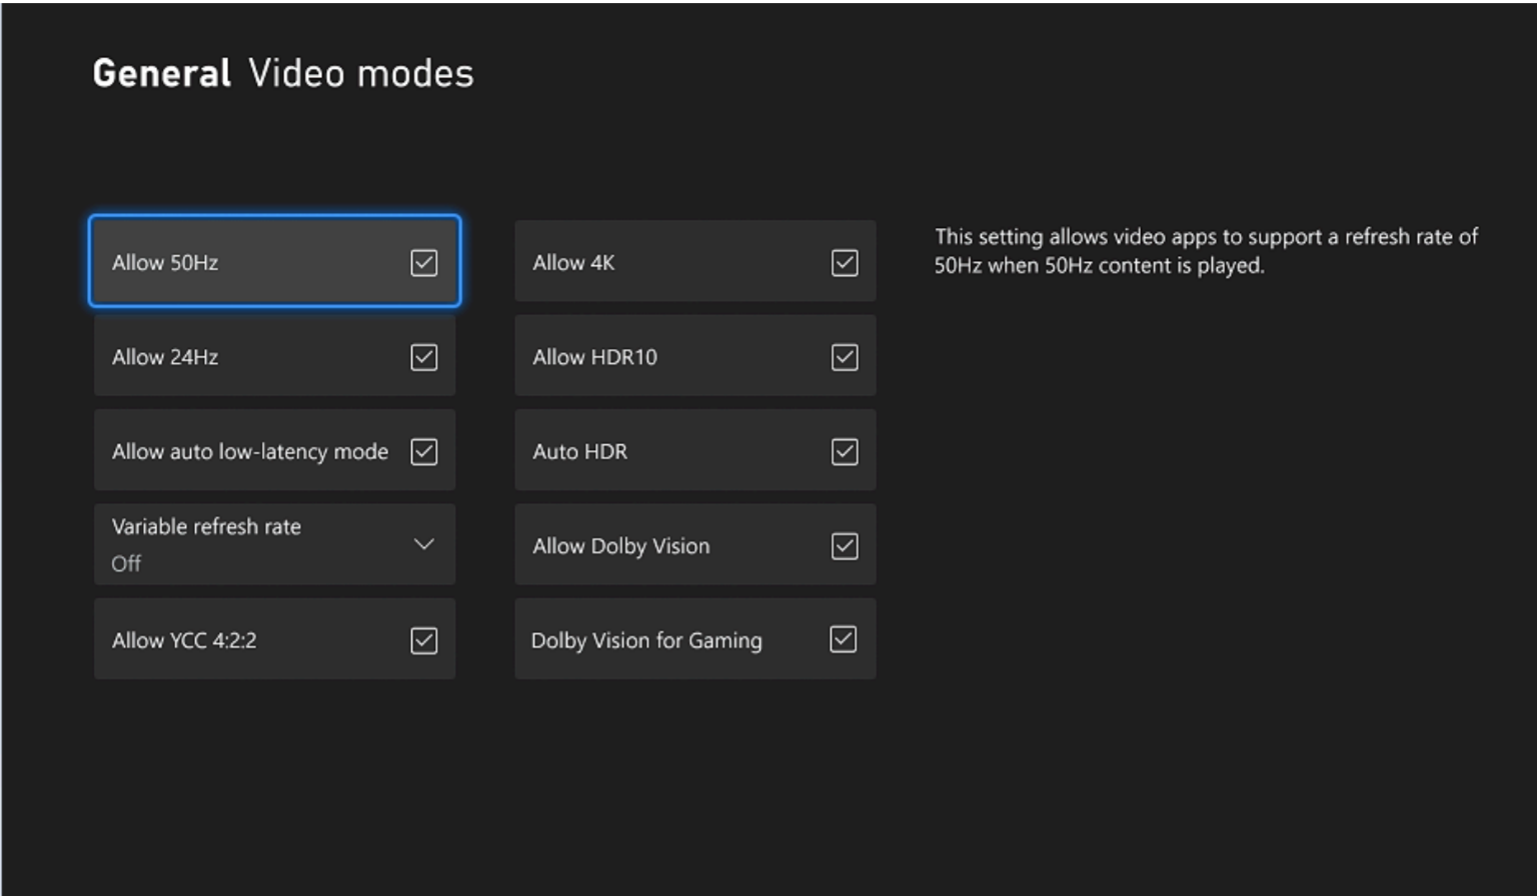 General Video modes
Allow 50Hz
Allow 24Hz
Allow auto low-latency mode
Variable refresh rate
Off
Allow YCC 4:2:2
Allow 4K
Allow HDR10
Auto HDR
Allow Dolby Vision
Dolby Vision for Gaming
This setting allows video apps to support a refresh rate of
50Hz when 50Hz content is played.